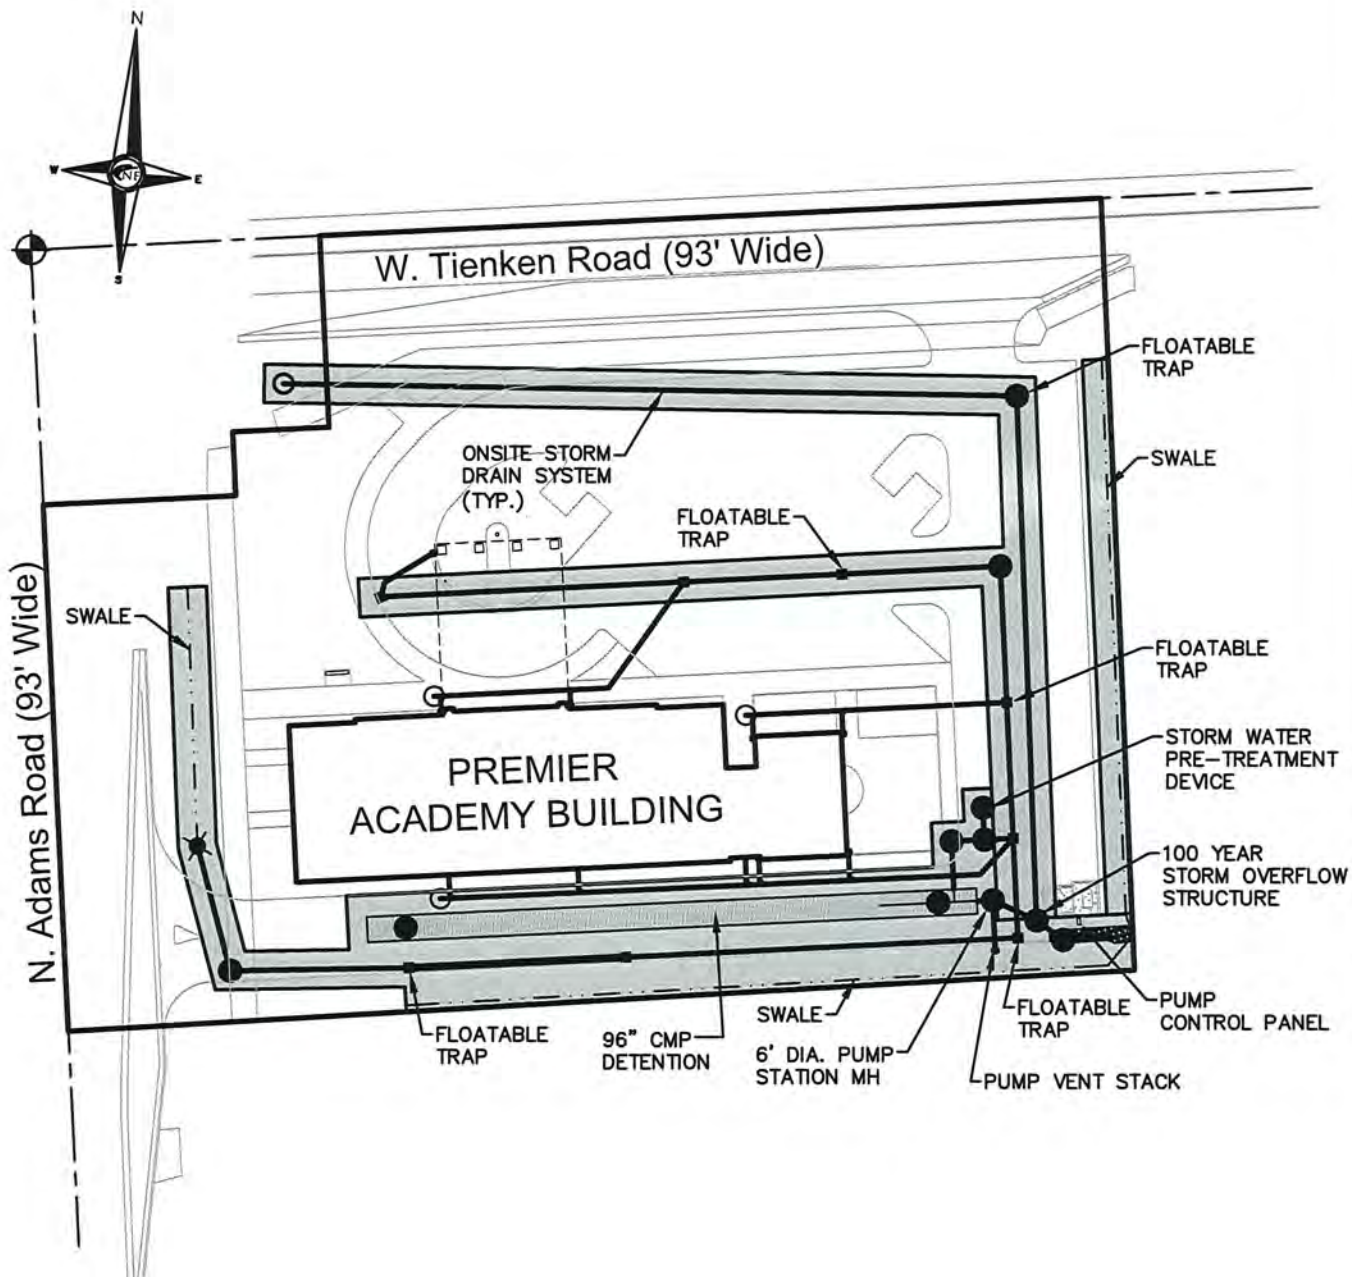 N
W
E
S
NE
W. Tienken Road (93' Wide)
FLOATABLE
TRAP
ONSITE STORM
DRAIN SYSTEM
(TYP.)
SWALE
FLOATABLE
TRAP
N. Adams Road (93' Wide)
SWALE
FLOATABLE
TRAP
STORM WATER
PRE-TREATMENT
DEVICE
PREMIER
ACADEMY BUILDING
100 YEAR
STORM OVERFLOW
STRUCTURE
FLOATABLE
TRAP
96" CMP
DETENTION
SWALE
6' DIA. PUMP
STATION MH
FLOATABLE
TRAP
PUMP
CONTROL PANEL
PUMP VENT STACK